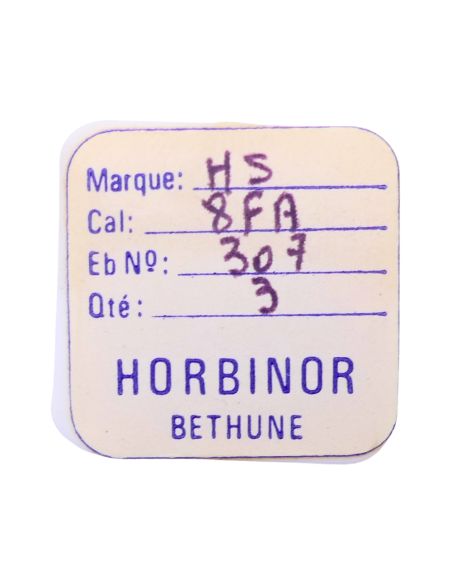 Marque: HS
Cal: 8FA
Eb Nº: 307
Qté: 3
HORBINOR
BETHUNE